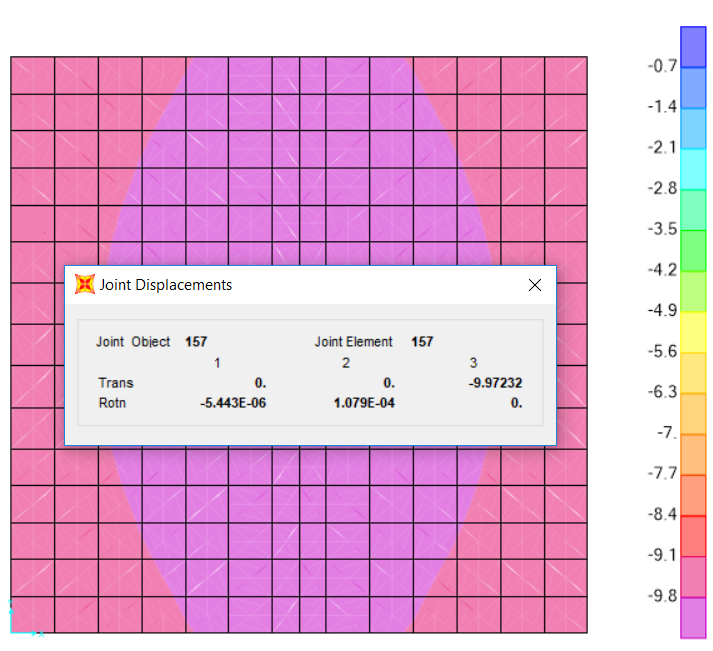 -0.7
-1.4
-2.1
-2.8
-3.5
-4.2
Joint Displacements
-4.9
Joint Object 157 Joint Element 157
-5.6
1 2 3
Trans 0. 0. -9.97232
-6.3
Rotn -5.443E-06 1.079E-04 0.
-7.
-7.7
-8.4
-9.1
-9.8